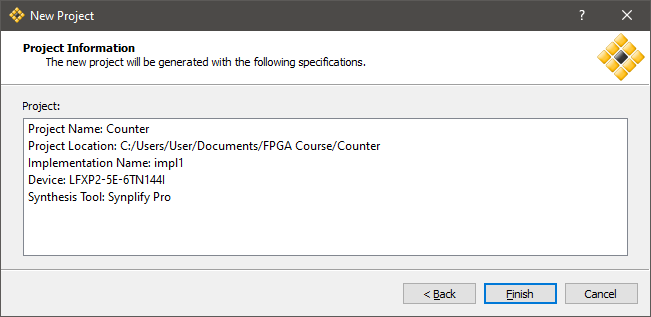 New Project
?
Project Information
The new project will be generated with the following specifications.
Project:
Project Name: Counter
Project Location: C:/Users/User/Documents/FPGA Course/Counter
Implementation Name: impl1
Device: LFXP2-5E-6TN144I
Synthesis Tool: Synplify Pro
< Back
Finish
Cancel